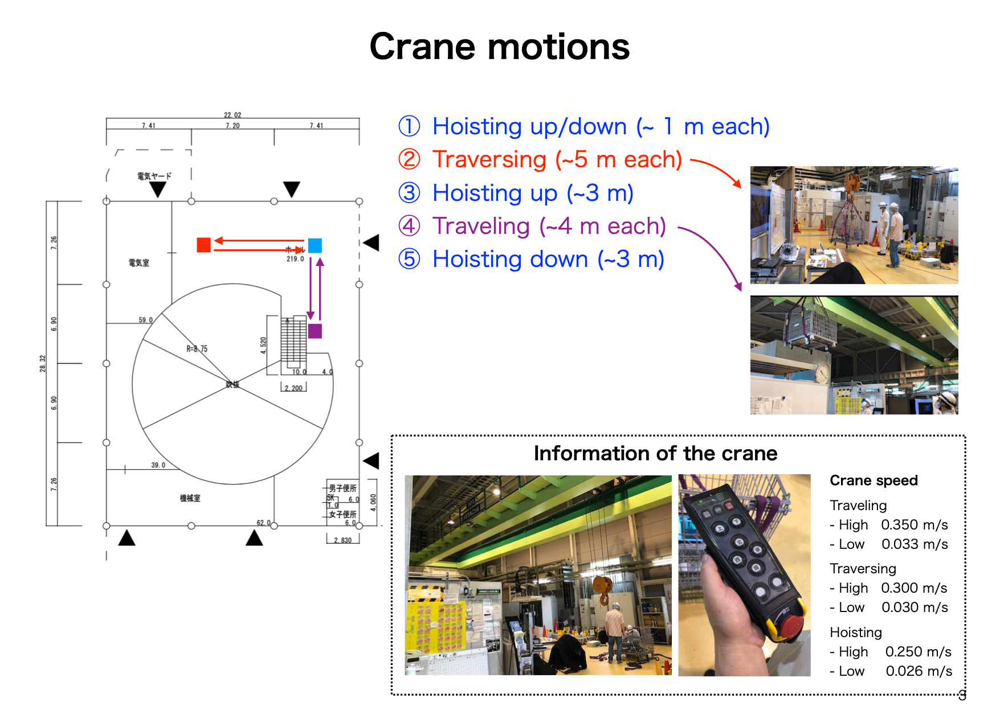 Crane motions
22.02
7.41 7.20 7.41
電気ヤード
7.26
6.90
28.32
6.90
7.26
電気室
ホール
219.0
59.0
R=8.75
吹抜
4,520
10.0 4.0
2,200
39.0
機械室
62.0
男子便所
SK 6.0
1.0
女子便所
6.0
4,060
2,830
① Hoisting up/down (~ 1 m each)
② Traversing (~5 m each)
③ Hoisting up (~3 m)
④ Traveling (~4 m each)
⑤ Hoisting down (~3 m)
Information of the crane
HITACHI
上 下
北
Crane speed
Traveling
- High 0.350 m/s
- Low 0.033 m/s
Traversing
- High 0.300 m/s
- Low 0.030 m/s
Hoisting
- High 0.250 m/s
- Low 0.026 m/s
3